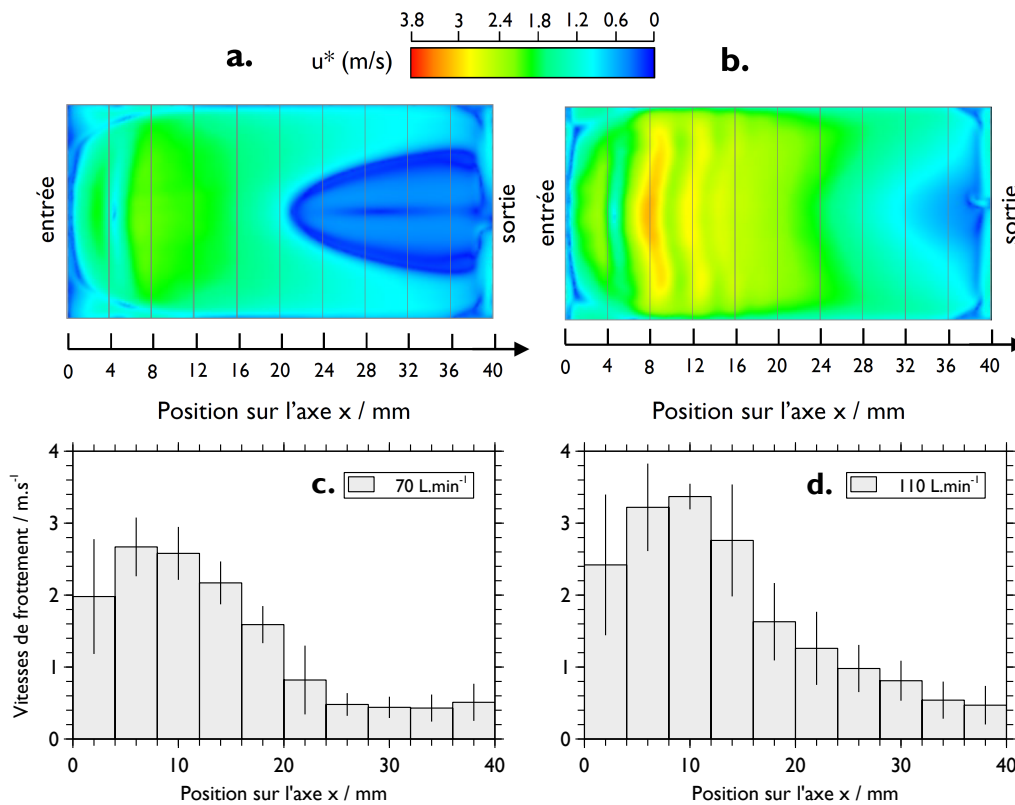 3.8 3 2.4 1.8 1.2 0.6 0
a. u* (m/s) b.
entrée sortie entrée sortie
0 4 8 12 16 20 24 28 32 36 40
0 4 8 12 16 20 24 28 32 36 40
Position sur l'axe x / mm Position sur l'axe x / mm
Vitesses de frottement / m.s-1
4
3
2
1
0
c. 70 L.min-1
0 10 20 30 40
Position sur l'axe x / mm
4
3
2
1
0
d. 110 L.min-1
0 10 20 30 40
Position sur l'axe x / mm